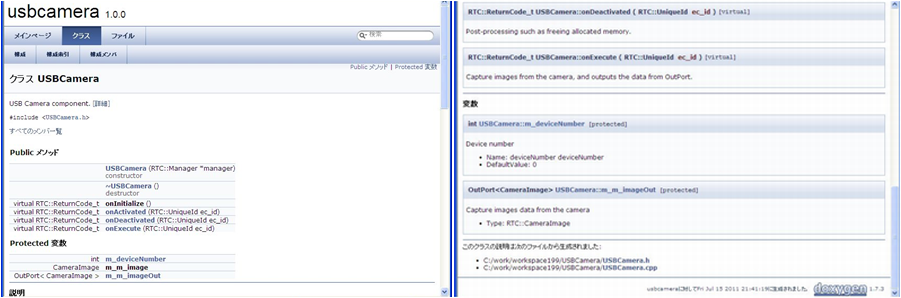 usbcamera 1.0.0
メインページ クラス ファイル 検索
構成 構成索引 構成メンバ
Public メソッド | Protected 変数
クラス USBCamera
USB Camera component. [詳細]
#include <USBCamera.h>
すべてのメンバ一覧
Public メソッド
USBCamera (RTC::Manager *manager)
constructor
~USBCamera ()
destructor
virtual RTC::ReturnCode_t onInitialize ()
virtual RTC::ReturnCode_t onActivated (RTC::UniqueId ec_id)
virtual RTC::ReturnCode_t onDeactivated (RTC::UniqueId ec_id)
virtual RTC::ReturnCode_t onExecute (RTC::UniqueId ec_id)
Protected 変数
int m_deviceNumber
CameraImage m_m_image
OutPort< CameraImage > m_m_imageOut
説明
RTC::ReturnCode_t USBCamera::onDeactivated ( RTC::UniqueId ec_id ) [virtual]
Post-processing such as freeing allocated memory.
RTC::ReturnCode_t USBCamera::onExecute ( RTC::UniqueId ec_id ) [virtual]
Capture images from the camera, and outputs the data from OutPort.
変数
int USBCamera::m_deviceNumber [protected]
Device number
• Name: deviceNumber deviceNumber
• DefaultValue: 0
OutPort<CameraImage> USBCamera::m_m_imageOut [protected]
Capture images data from the camera
• Type: RTC::CameraImage
このクラスの説明は次のファイルから生成されました:
• C:/work/workspace199/USBCamera/USBCamera.h
• C:/work/workspace199/USBCamera/USBCamera.cpp
usbcameraに対してFri Jul 15 2011 21:41:19に生成されました。 doxygen 1.7.3